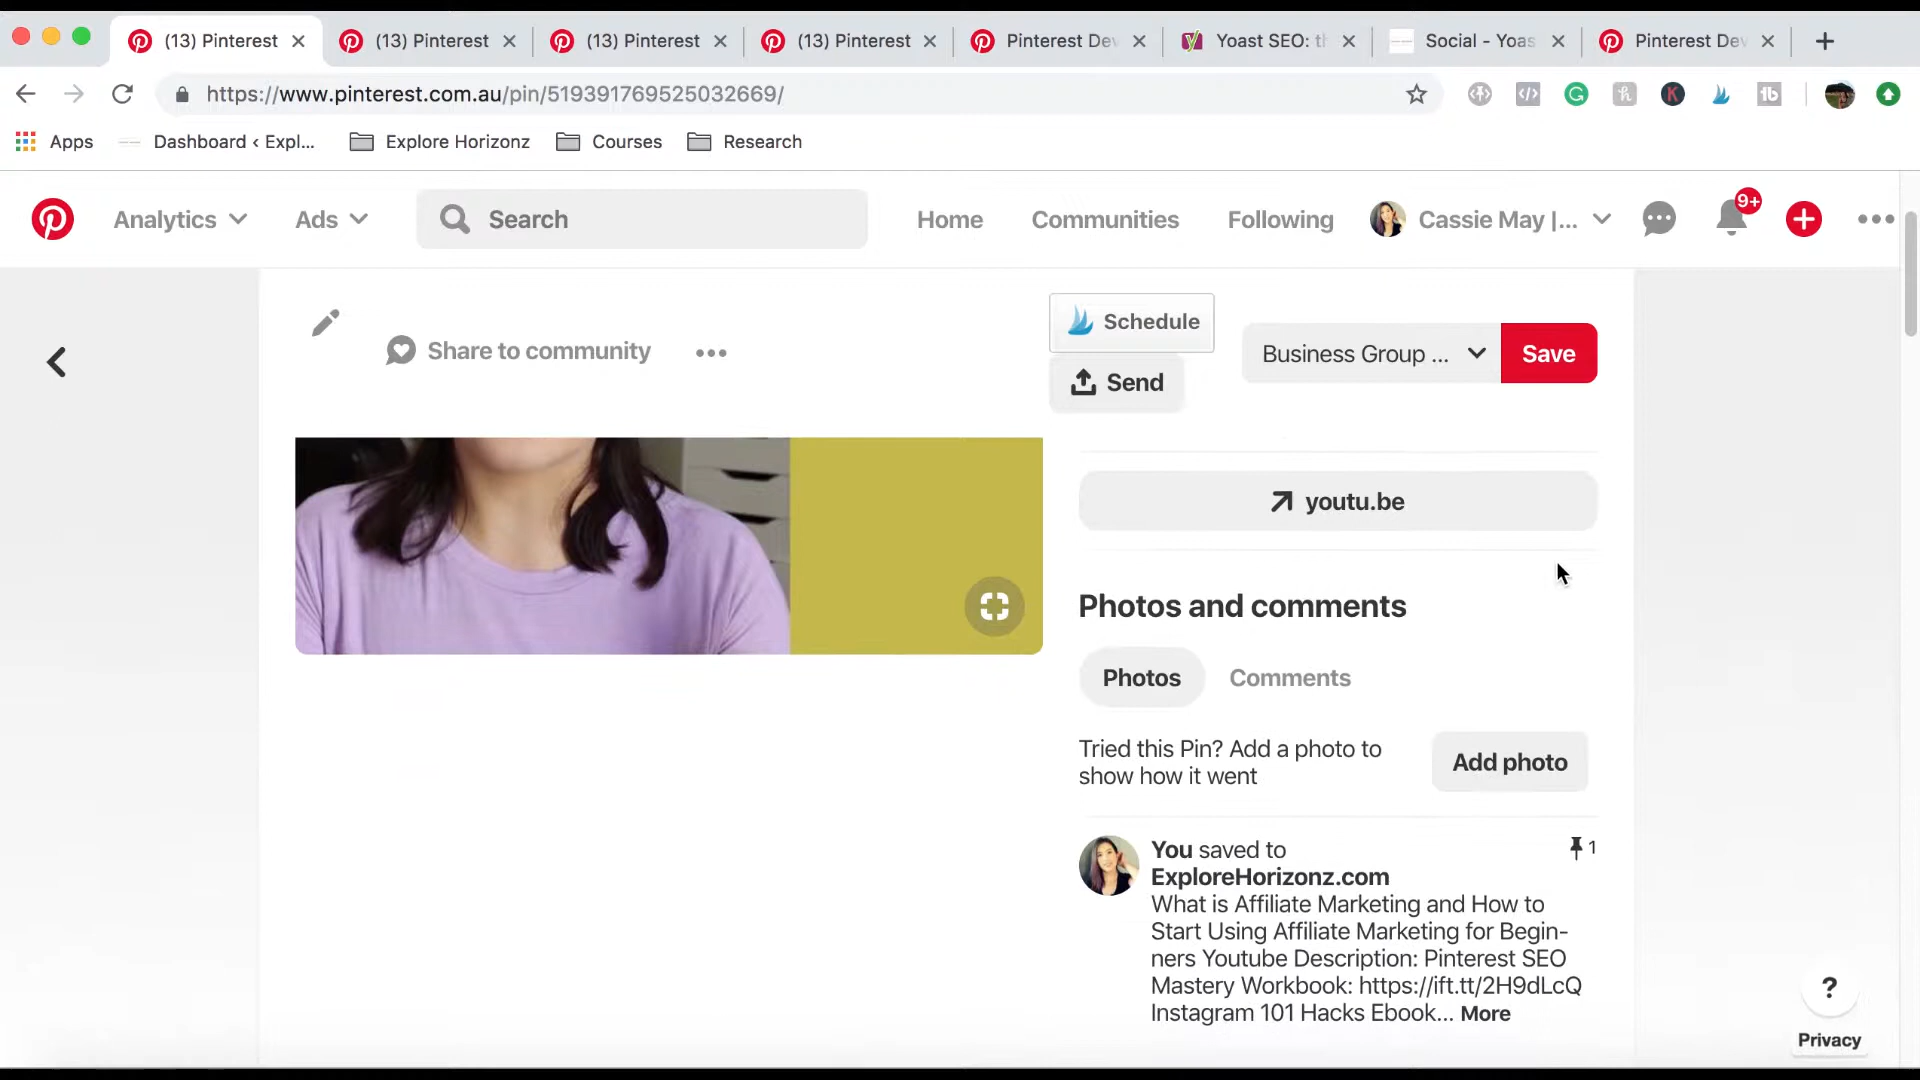 (13) Pinterest
(13) Pinterest
(13) Pinterest
(13) Pinterest
Pinterest Dev
Yoast SEO: th
Social - Yoas
Pinterest Dev
https://www.pinterest.com.au/pin/519391769525032669/
Apps
Dashboard ‹ Expl...
Explore Horizonz
Courses
Research
Analytics
Ads
Search
Home
Communities
Following
Cassie May |...
9+
Share to community
Schedule
Send
Business Group ...
Save
youtu.be
Photos and comments
Photos
Comments
Tried this Pin? Add a photo to
show how it went
Add photo
You saved to
1
ExploreHorizonz.com
What is Affiliate Marketing and How to
Start Using Affiliate Marketing for Begin-
ners Youtube Description: Pinterest SEO
Mastery Workbook: https://ift.tt/2H9dLcQ
Instagram 101 Hacks Ebook... More
?
Privacy